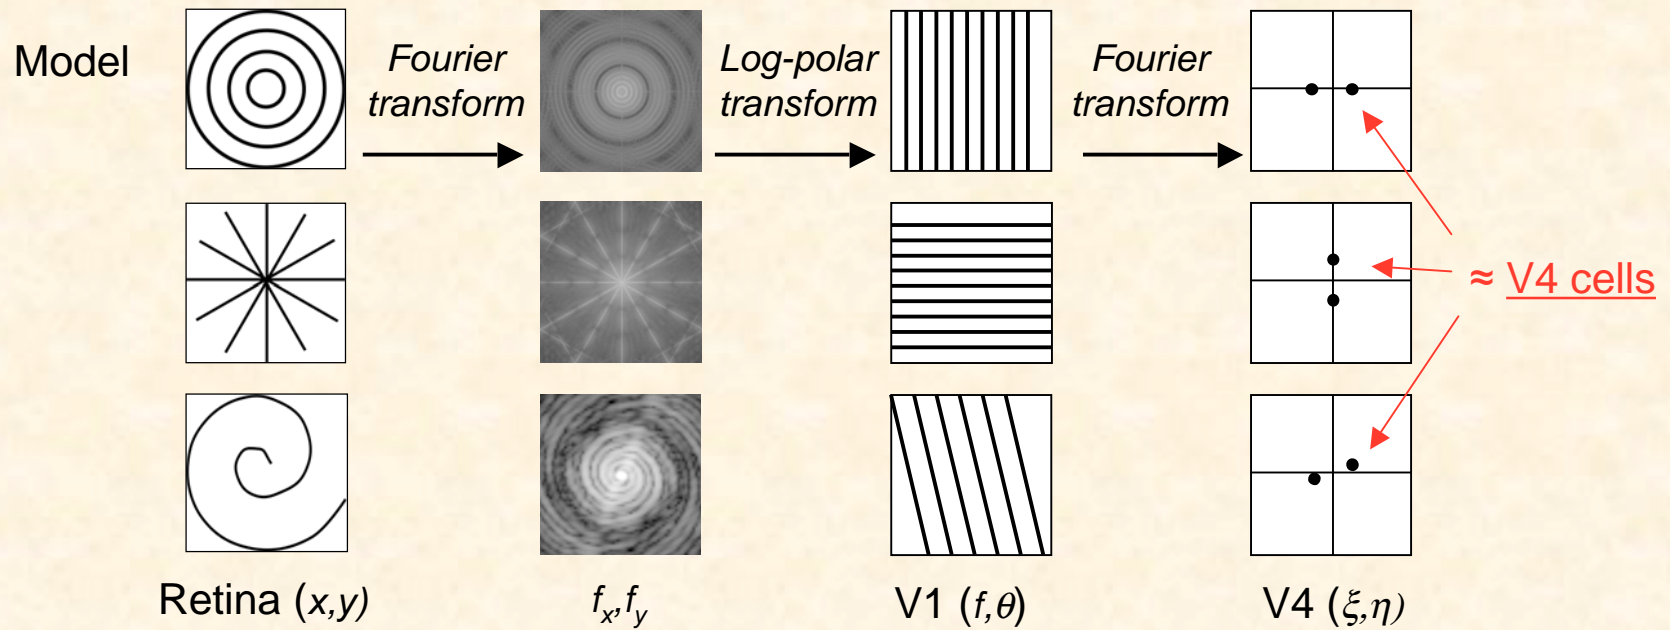 Model
Fourier
transform
Log-polar
transform
Fourier
transform
≈ V4 cells
Retina (x,y)
fx,fy
V1 (f,θ)
V4 (ξ,η)